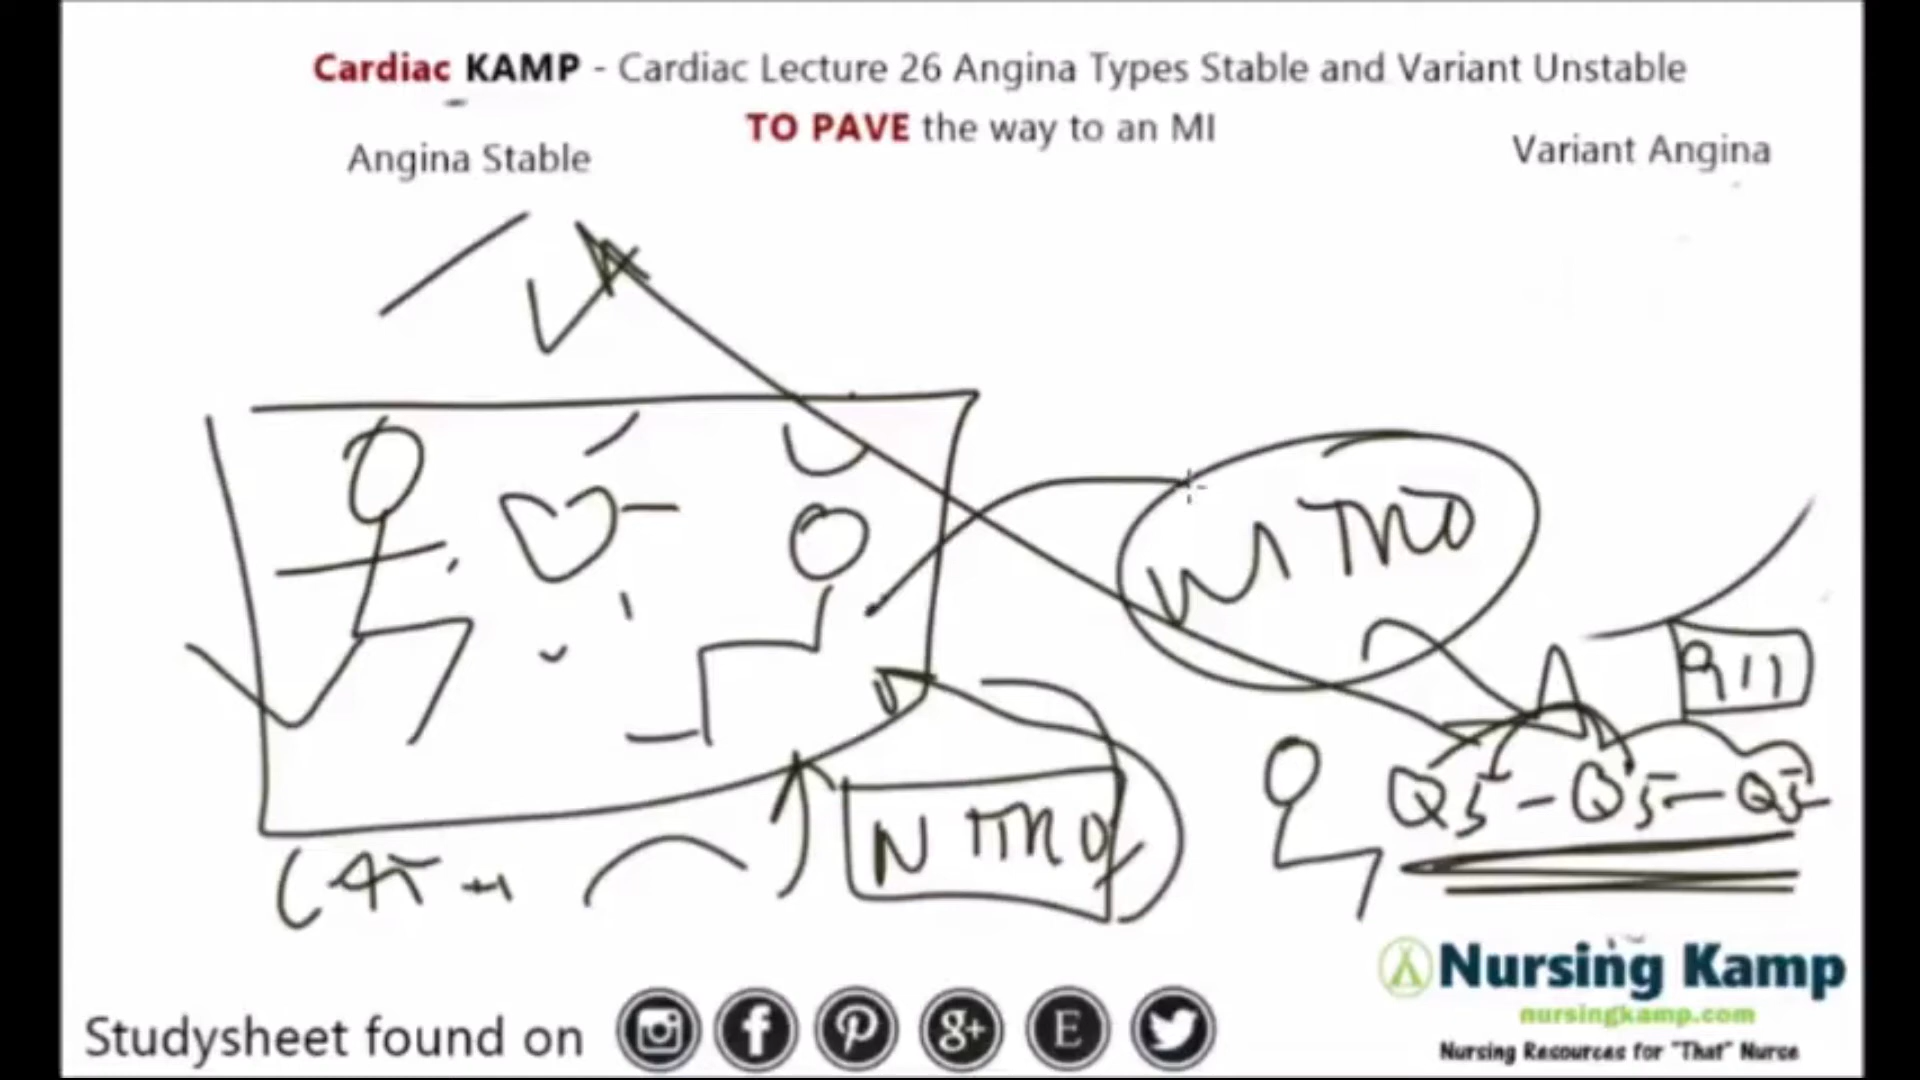 Cardiac KAMP - Cardiac Lecture 26 Angina Types Stable and Variant Unstable
TO PAVE the way to an MI
Angina Stable
Variant Angina
NITRO
911
Q5-Q5-Q5
NITRO
Nursing Kamp
nursingkamp.com
Nursing Resources for "That" Nurse
Studysheet found on